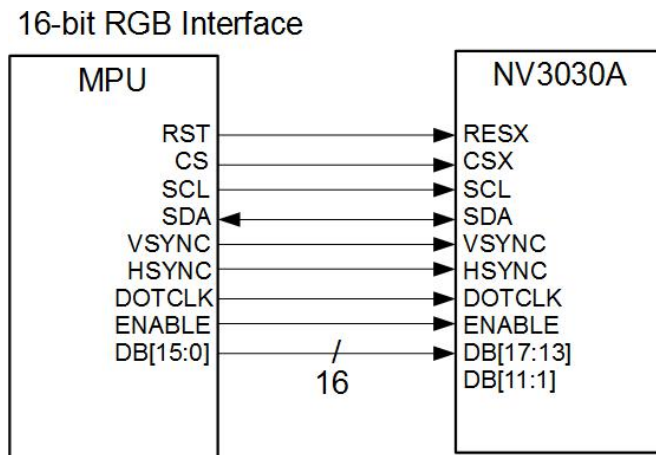 16-bit RGB Interface
MPU
NV3030A
RST
RESX
CS
CSX
SCL
SCL
SDA
SDA
VSYNC
VSYNC
HSYNC
HSYNC
DOTCLK
DOTCLK
ENABLE
ENABLE
DB[15:0]
/
DB[17:13]
16
DB[11:1]